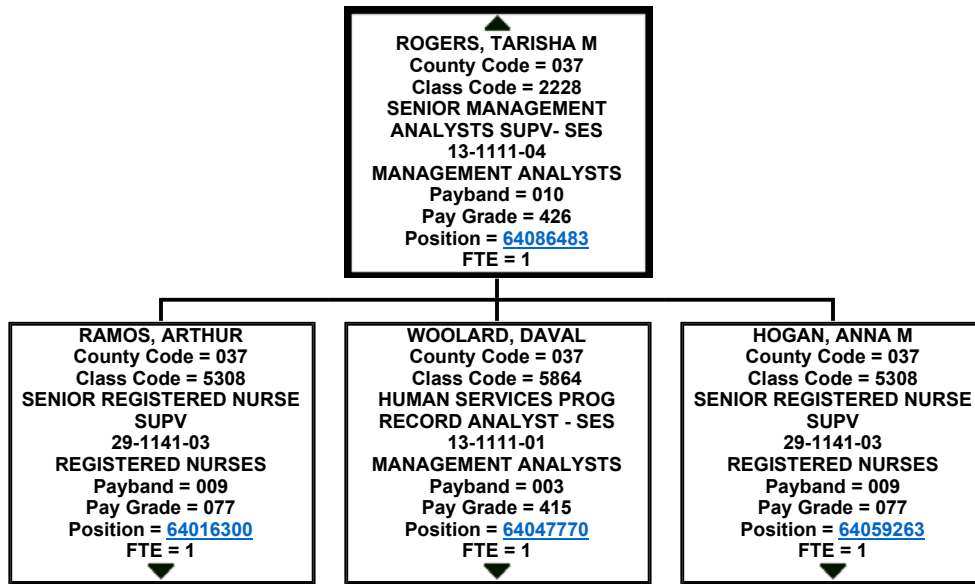 ROGERS, TARISHA M
County Code = 037
Class Code = 2228
SENIOR MANAGEMENT
ANALYSTS SUPV- SES
13-1111-04
MANAGEMENT ANALYSTS
Payband = 010
Pay Grade = 426
Position = 64086483
FTE = 1
RAMOS, ARTHUR
County Code = 037
Class Code = 5308
SENIOR REGISTERED NURSE
SUPV
29-1141-03
REGISTERED NURSES
Payband = 009
Pay Grade = 077
Position = 64016300
FTE = 1
WOOLARD, DAVAL
County Code = 037
Class Code = 5864
HUMAN SERVICES PROG
RECORD ANALYST - SES
13-1111-01
MANAGEMENT ANALYSTS
Payband = 003
Pay Grade = 415
Position = 64047770
FTE = 1
HOGAN, ANNA M
County Code = 037
Class Code = 5308
SENIOR REGISTERED NURSE
SUPV
29-1141-03
REGISTERED NURSES
Payband = 009
Pay Grade = 077
Position = 64059263
FTE = 1